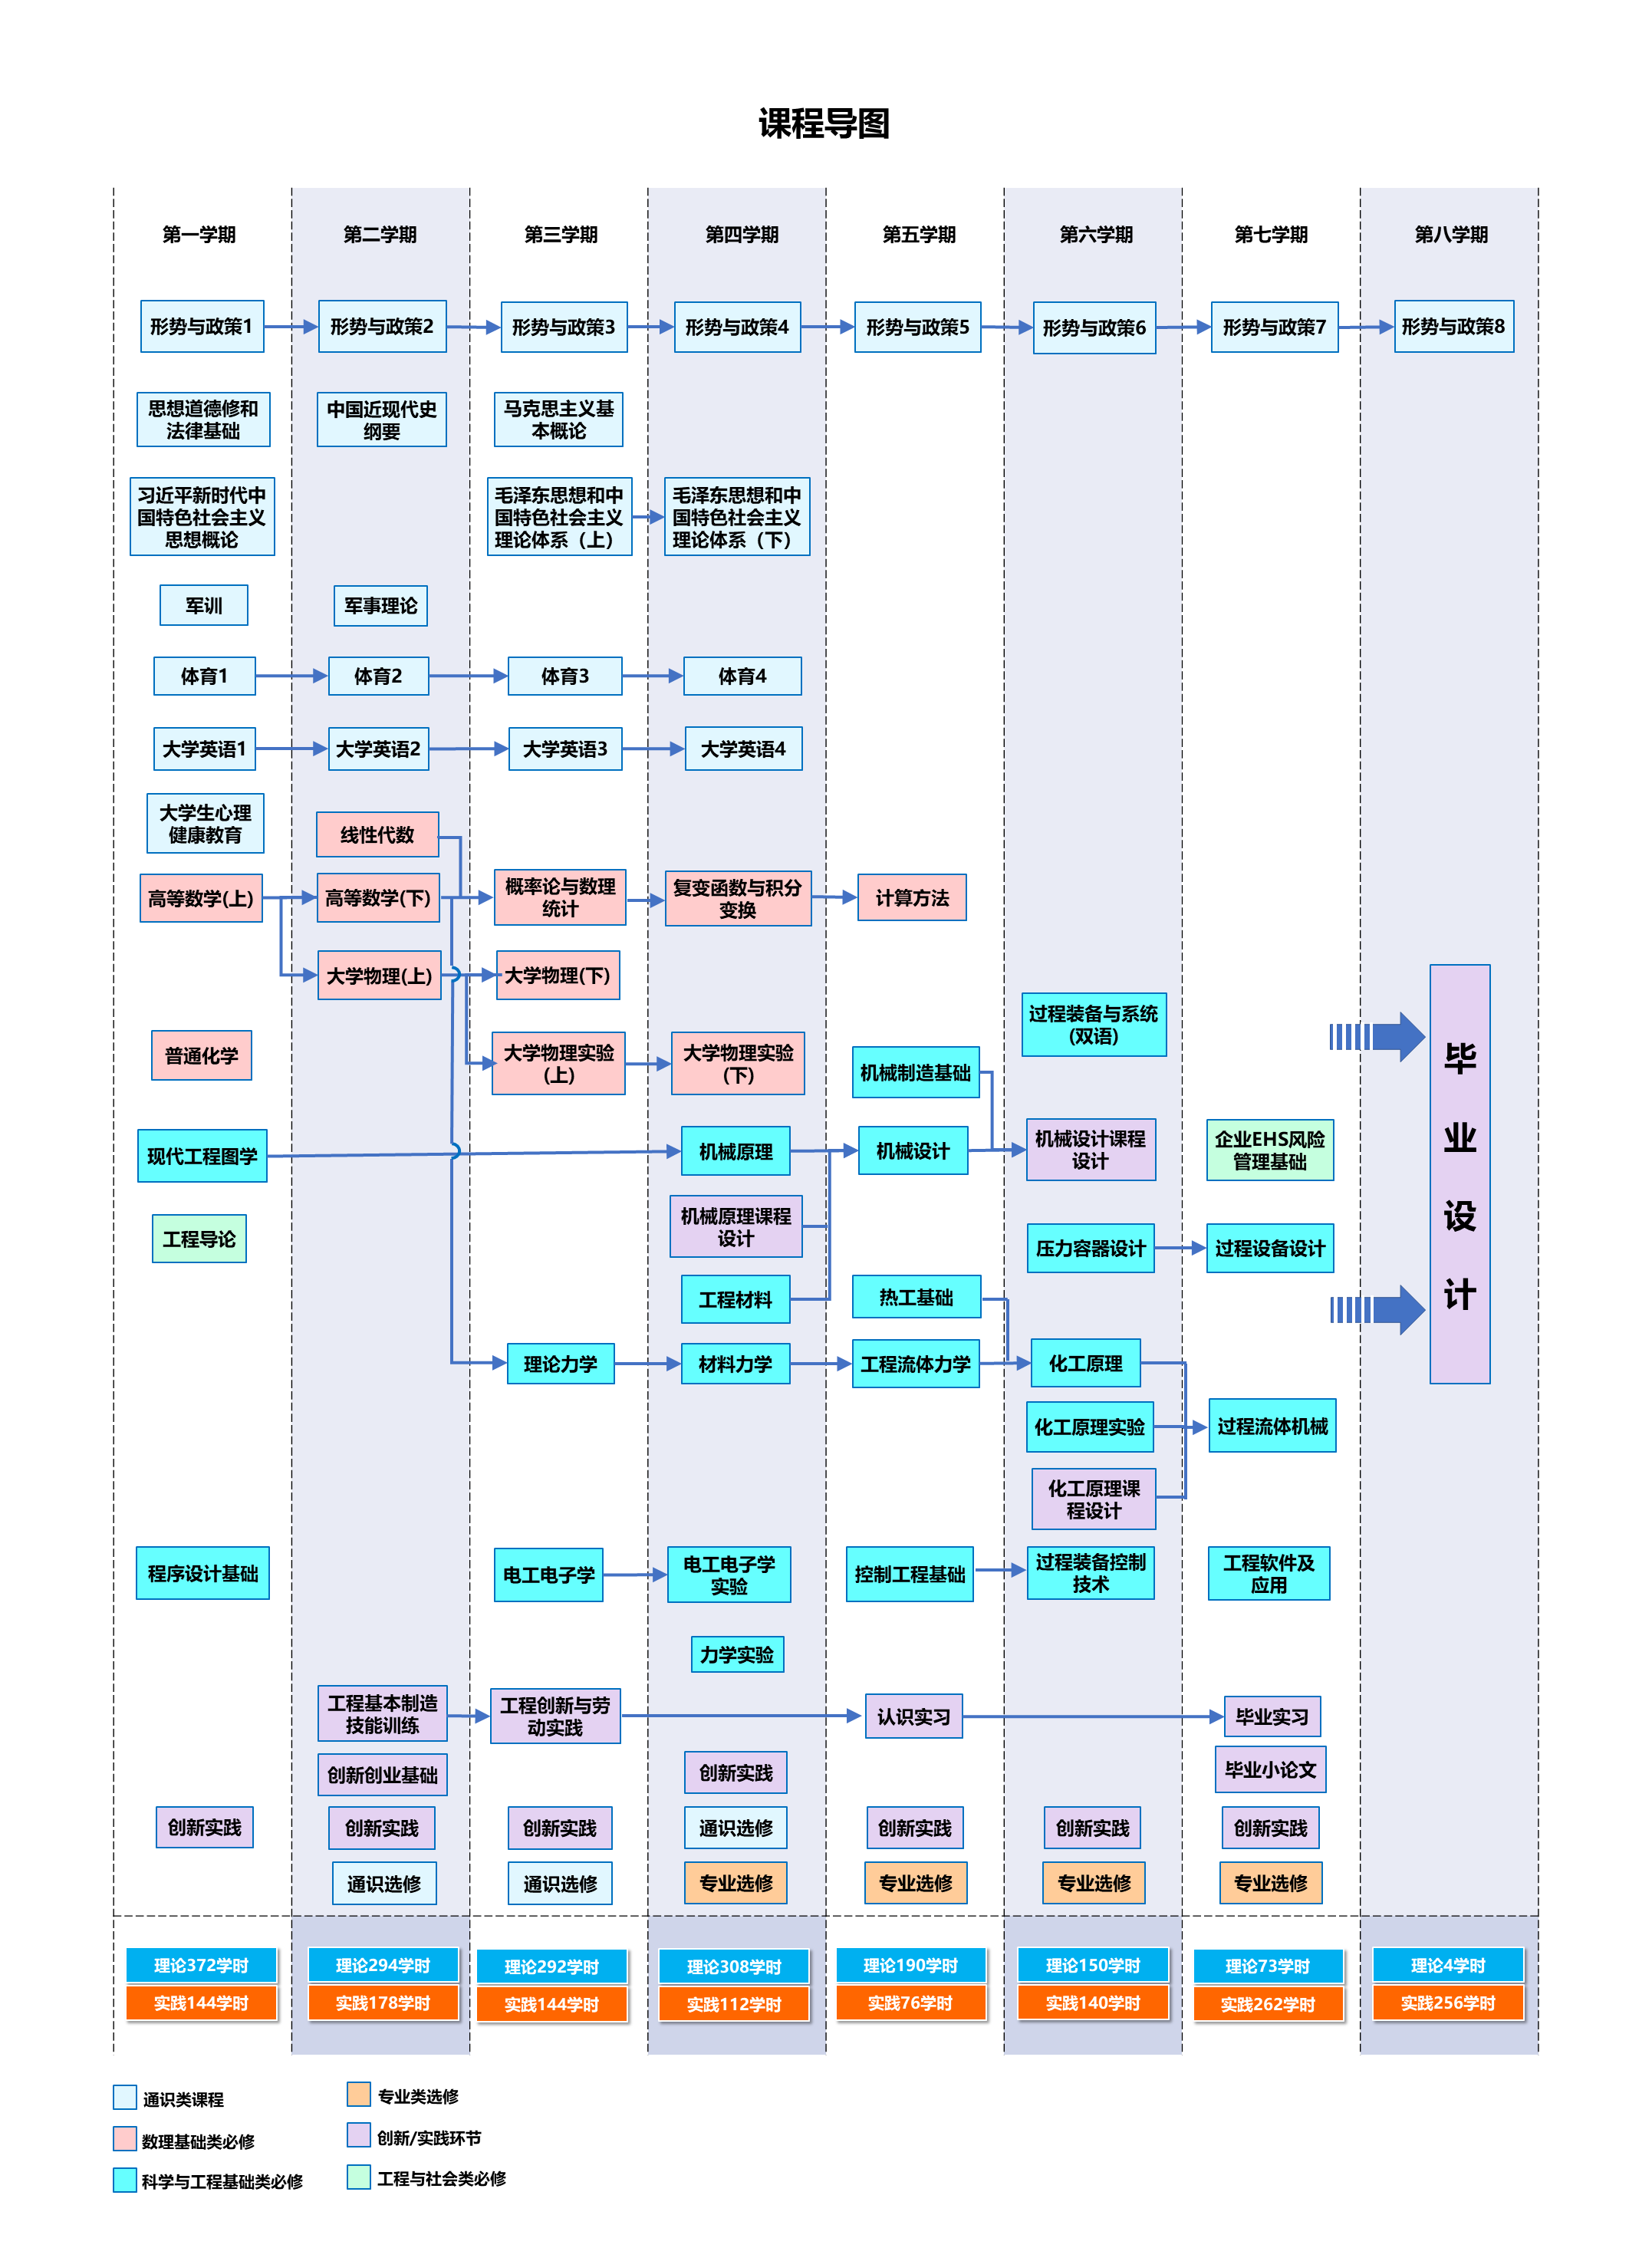 课程导图
第一学期
第二学期
第三学期
第四学期
第五学期
第六学期
第七学期
第八学期
形势与政策1
形势与政策2
形势与政策3
形势与政策4
形势与政策5
形势与政策6
形势与政策7
形势与政策8
思想道德修和
法律基础
中国近现代史
纲要
马克思主义基
本概论
习近平新时代中
国特色社会主义
思想概论
毛泽东思想和中
国特色社会主义
理论体系（上）
毛泽东思想和中
国特色社会主义
理论体系（下）
军训
军事理论
体育1
体育2
体育3
体育4
大学英语1
大学英语2
大学英语3
大学英语4
大学生心理
健康教育
线性代数
高等数学(上)
高等数学(下)
概率论与数理
统计
复变函数与积分
变换
计算方法
大学物理(上)
大学物理(下)
过程装备与系统
(双语)
普通化学
大学物理实验
(上)
大学物理实验
(下)
机械制造基础
现代工程图学
机械原理
机械设计
机械设计课程
设计
企业EHS风险
管理基础
毕
业
设
计
工程导论
机械原理课程
设计
压力容器设计
过程设备设计
工程材料
热工基础
理论力学
材料力学
工程流体力学
化工原理
化工原理实验
过程流体机械
化工原理课
程设计
程序设计基础
电工电子学
电工电子学
实验
控制工程基础
过程装备控制
技术
工程软件及
应用
力学实验
工程基本制造
技能训练
工程创新与劳
动实践
认识实习
毕业实习
创新创业基础
创新实践
毕业小论文
创新实践
创新实践
创新实践
通识选修
创新实践
创新实践
创新实践
通识选修
通识选修
专业选修
专业选修
专业选修
专业选修
理论372学时
理论294学时
理论292学时
理论308学时
理论190学时
理论150学时
理论73学时
理论4学时
实践144学时
实践178学时
实践144学时
实践112学时
实践76学时
实践140学时
实践262学时
实践256学时
通识类课程
专业类选修
数理基础类必修
创新/实践环节
科学与工程基础类必修
工程与社会类必修